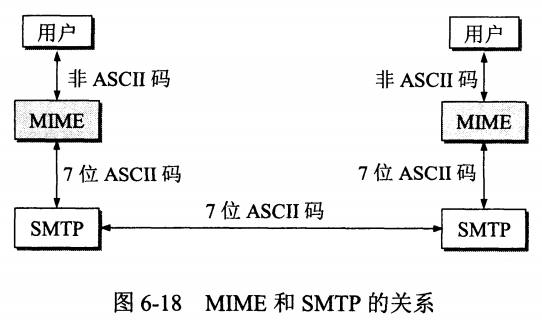 用户 用户
非 ASCII 码 非 ASCII 码
MIME MIME
7 位 ASCII 码 7 位 ASCII 码
7 位 ASCII 码
SMTP SMTP
图 6-18 MIME 和 SMTP 的关系